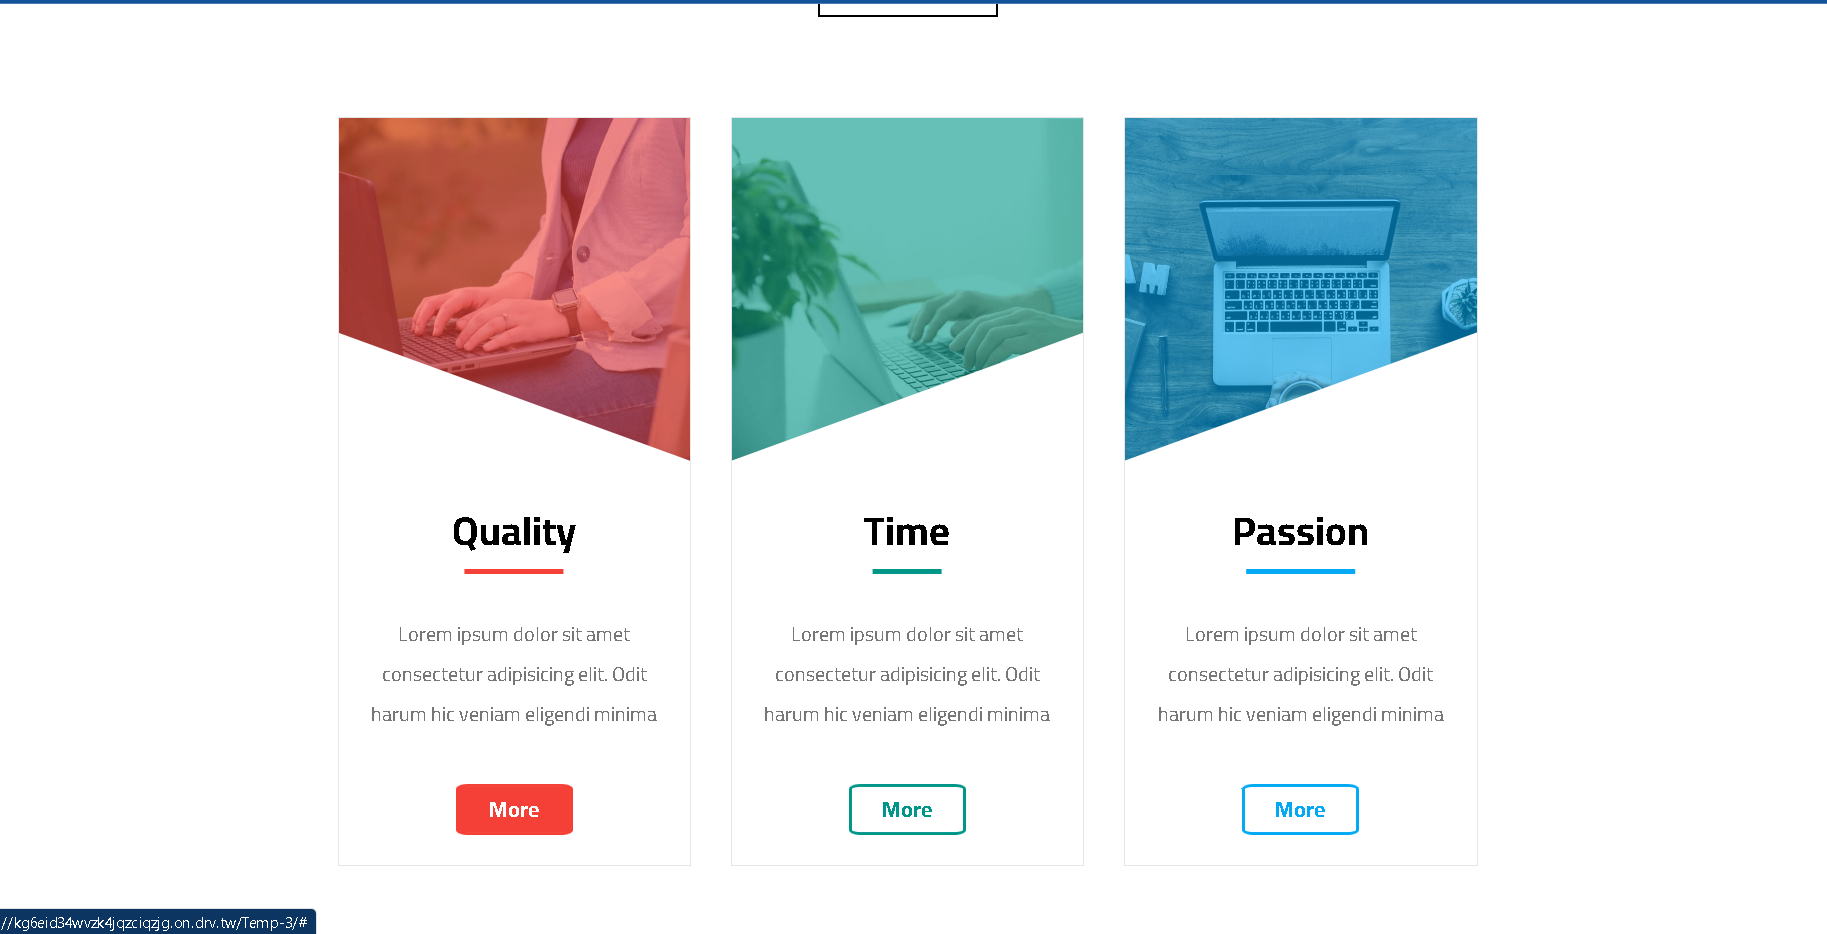 Quality
Lorem ipsum dolor sit amet
consectetur adipisicing elit. Odit
harum hic veniam eligendi minima
More
Time
Lorem ipsum dolor sit amet
consectetur adipisicing elit. Odit
harum hic veniam eligendi minima
More
Passion
Lorem ipsum dolor sit amet
consectetur adipisicing elit. Odit
harum hic veniam eligendi minima
More
//kg6eid34wvzk4jqzciqzjg.on.drv.tw/Temp-3/#